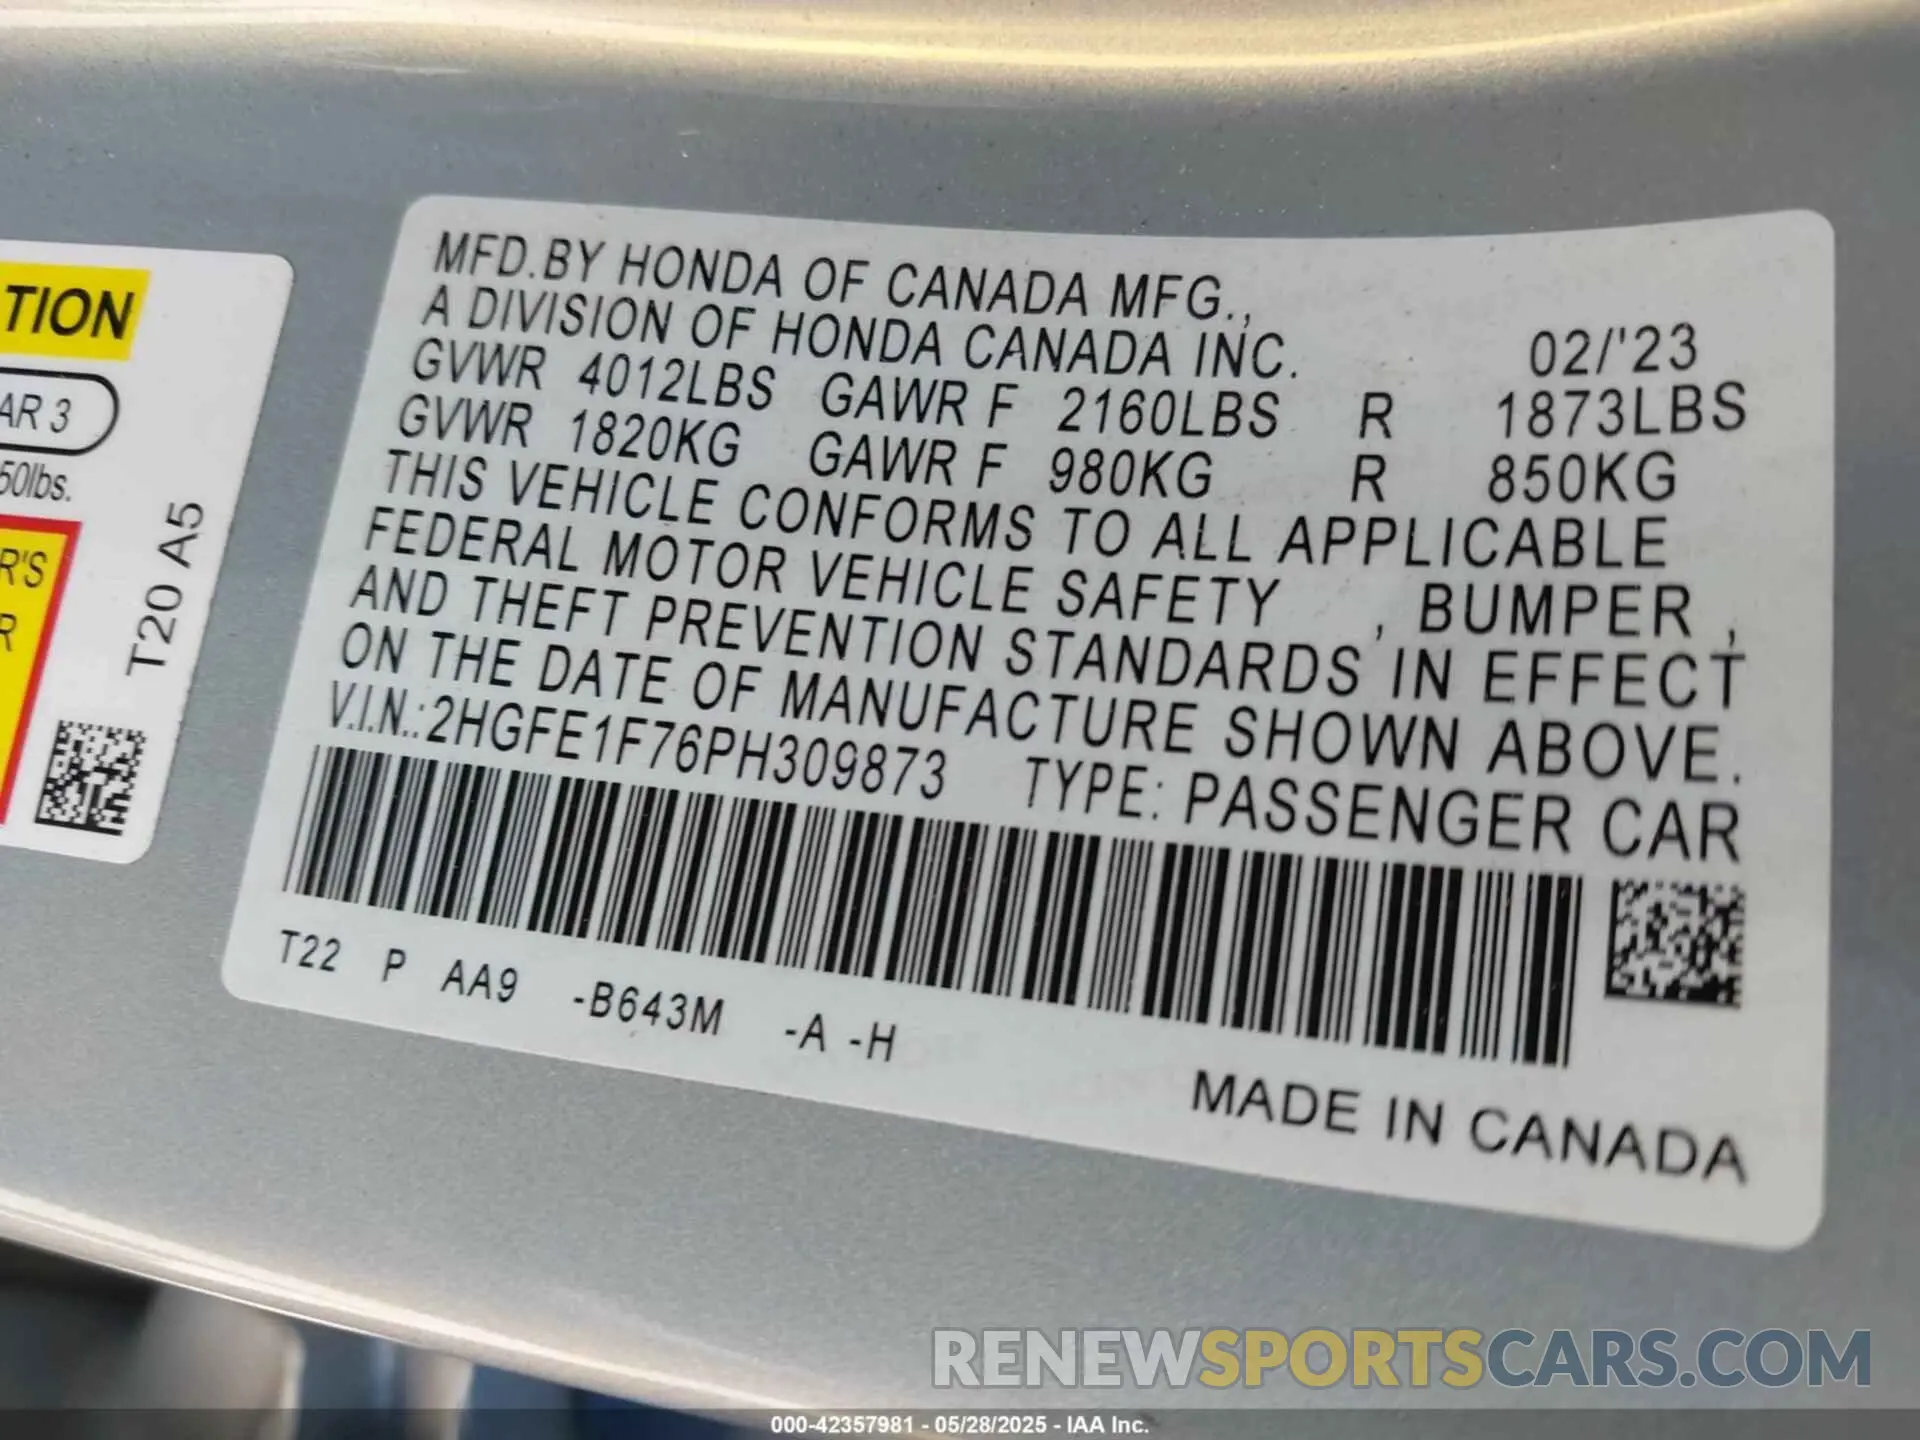 TION
AR 3
50lbs.
R'S
R
T20 A5
MFD.BY HONDA OF CANADA MFG.,
A DIVISION OF HONDA CANADA INC. 02/'23
GVWR 4012LBS GAWR F 2160LBS R 1873LBS
GVWR 1820KG GAWR F 980KG R 850KG
THIS VEHICLE CONFORMS TO ALL APPLICABLE
FEDERAL MOTOR VEHICLE SAFETY , BUMPER ,
AND THEFT PREVENTION STANDARDS IN EFFECT
ON THE DATE OF MANUFACTURE SHOWN ABOVE.
V.I.N.:2HGFE1F76PH309873 TYPE: PASSENGER CAR
T22 P AA9 -B643M -A -H
MADE IN CANADA
RENEWSPORTSCARS.COM
000-42357981 - 05/28/2025 - IAA Inc.